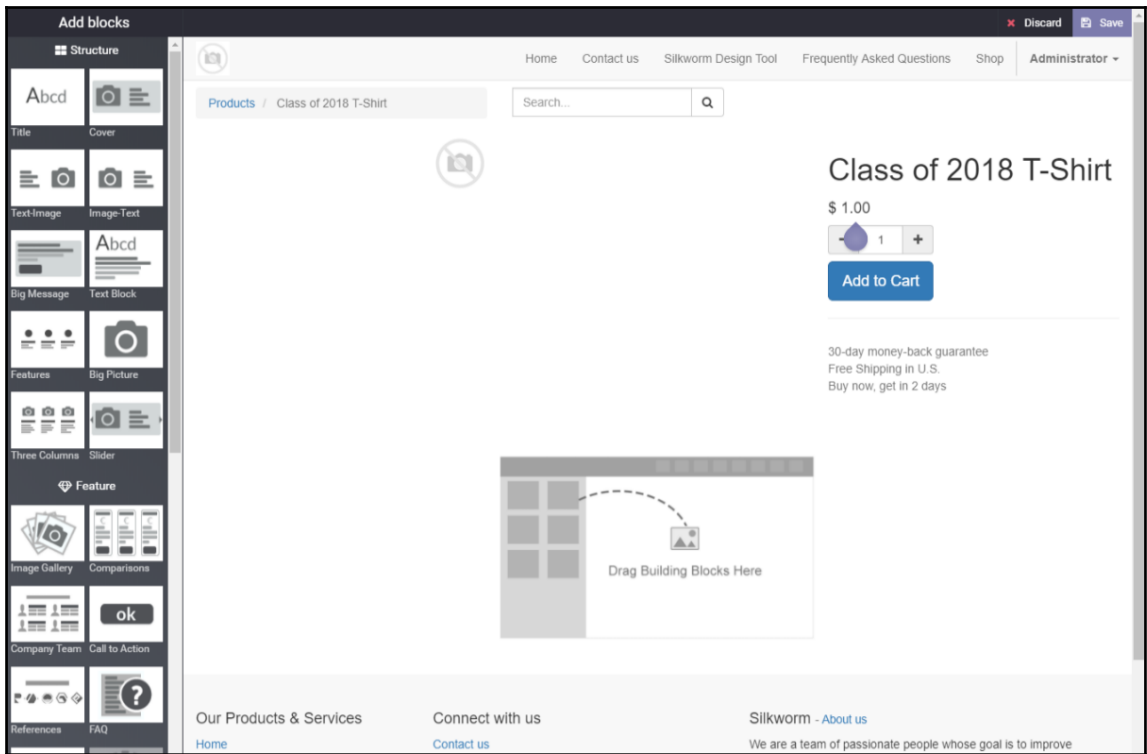 Add blocks
Discard Save
Structure
Abcd
Title Cover
Text-Image Image-Text
Abcd
Big Message Text Block
Features Big Picture
Three Columns Slider
Feature
Image Gallery Comparisons
ok
Company Team Call to Action
?
References FAQ
Home Contact us Silkworm Design Tool Frequently Asked Questions Shop Administrator
Products / Class of 2018 T-Shirt Search...
Class of 2018 T-Shirt
$ 1.00
- 1 +
Add to Cart
30-day money-back guarantee
Free Shipping in U.S.
Buy now, get in 2 days
Drag Building Blocks Here
Our Products & Services Connect with us Silkworm - About us
Home Contact us We are a team of passionate people whose goal is to improve